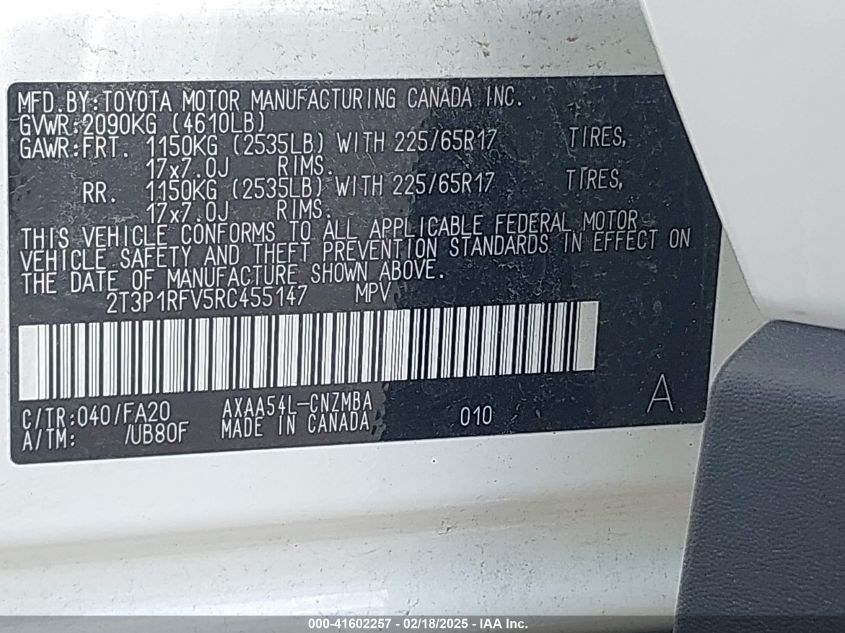 MFD.BY:TOYOTA MOTOR MANUFACTURING CANADA INC.
GVWR:2090KG (4610LB)
GAWR:FRT. 1150KG (2535LB) WITH 225/65R17 TIRES,
17x7.0J RIMS.
RR. 1150KG (2535LB) WITH 225/65R17 TIRES,
17x7.0J RIMS.
THIS VEHICLE CONFORMS TO ALL APPLICABLE FEDERAL MOTOR
VEHICLE SAFETY AND THEFT PREVENTION STANDARDS IN EFFECT ON
THE DATE OF MANUFACTURE SHOWN ABOVE.
2T3P1RFV5RC455147 MPV
C/TR:040/FA20 AXAA54L-CNZMBA 010 A
A/TM: /UB80F MADE IN CANADA
000-41602257 - 02/18/2025 - IAA Inc.